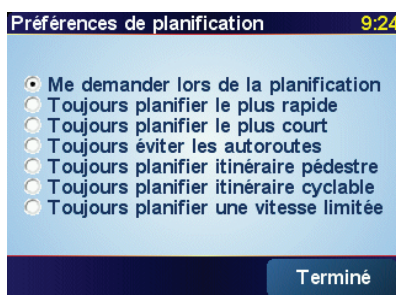 Préférences de planification 9:24
Me demander lors de la planification
Toujours planifier le plus rapide
Toujours planifier le plus court
Toujours éviter les autoroutes
Toujours planifier itinéraire pédestre
Toujours planifier itinéraire cyclable
Toujours planifier une vitesse limitée
Terminé